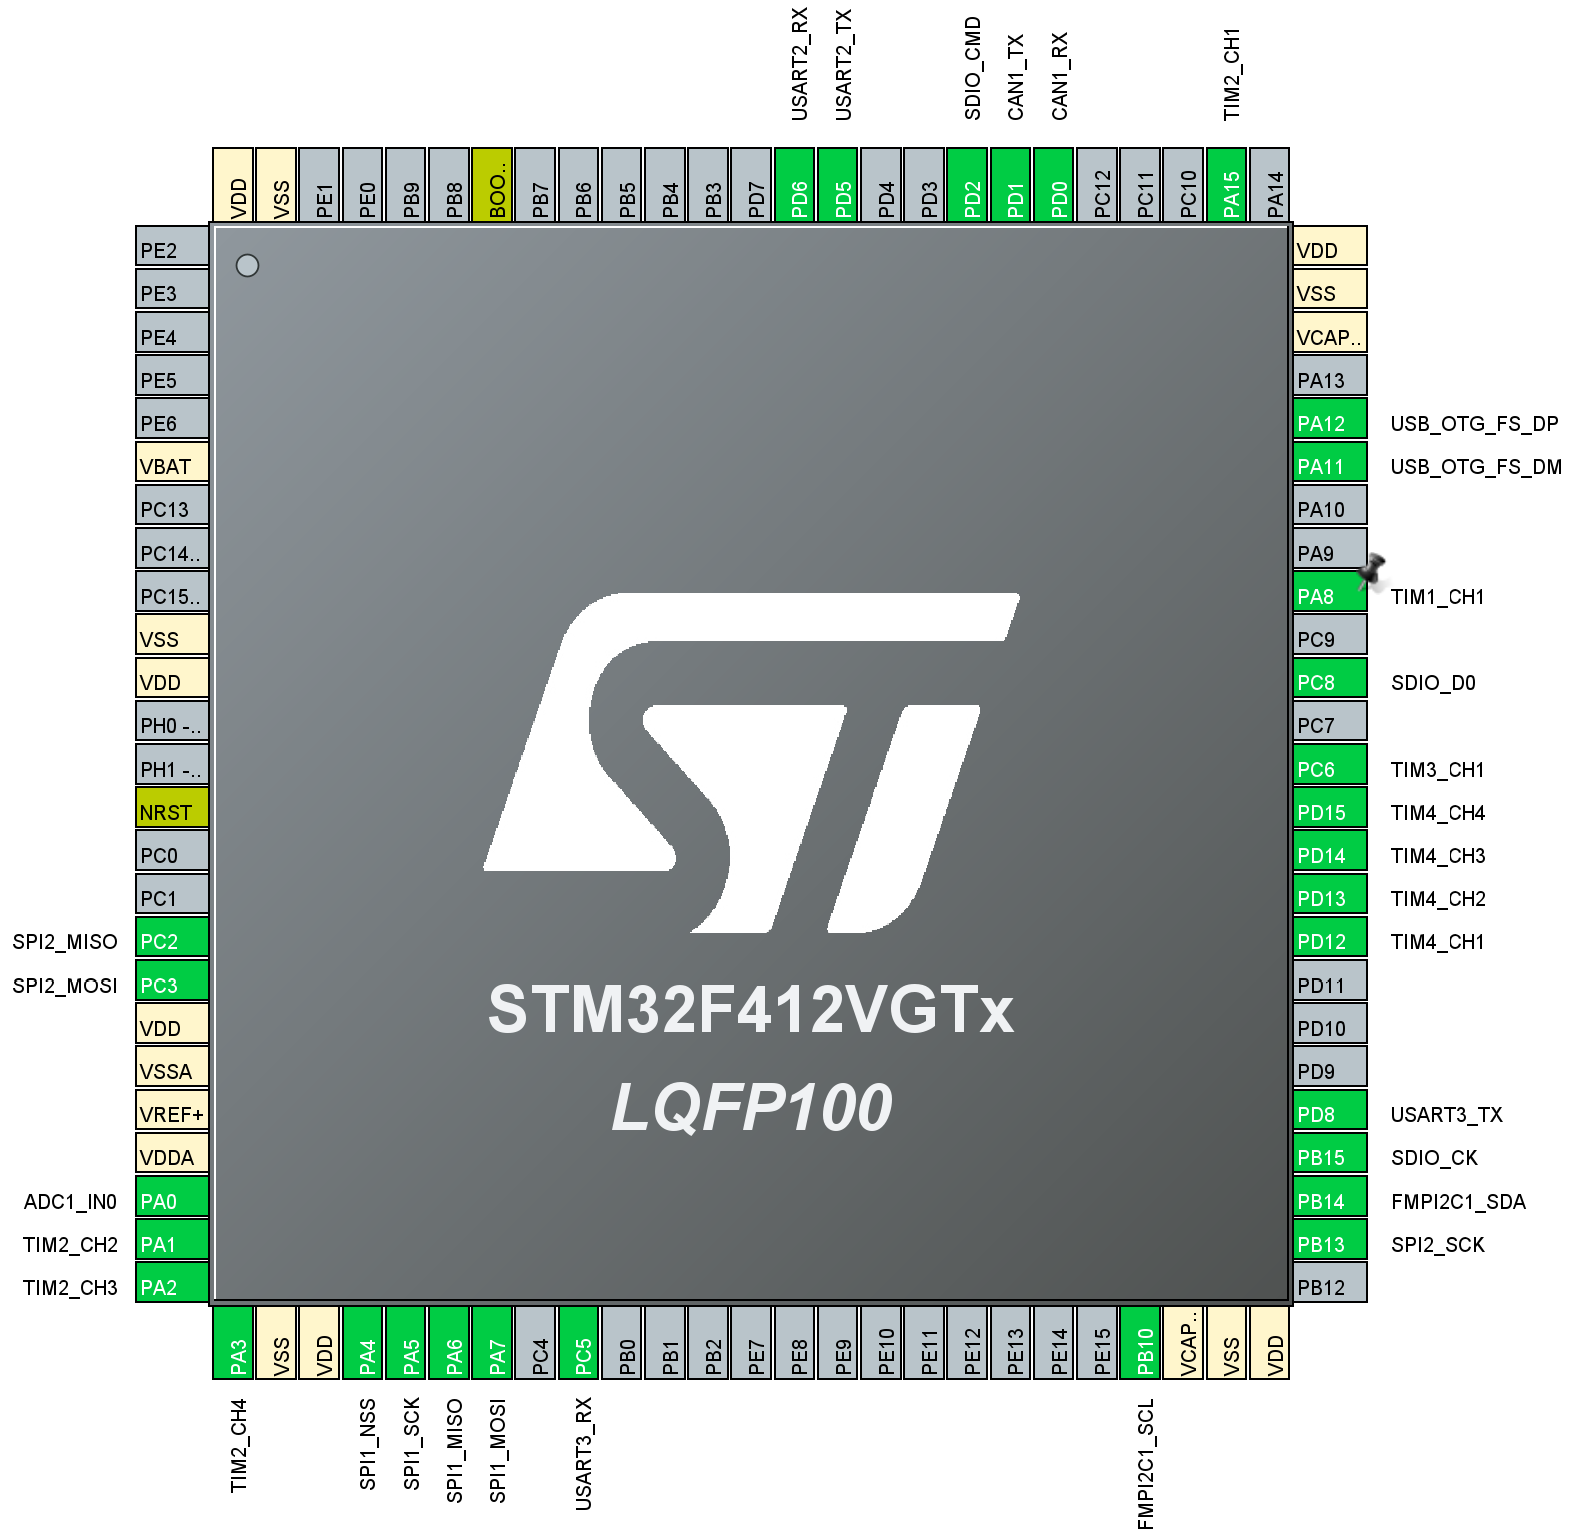 USART2_RX
USART2_TX
SDIO_CMD
CAN1_TX
CAN1_RX
TIM2_CH1
VDD
VSS
PE1
PE0
PB9
PB8
BOO..
PB7
PB6
PB5
PB4
PB3
PD7
PD6
PD5
PD4
PD3
PD2
PD1
PD0
PC12
PC11
PC10
PA15
PA14
PE2
PE3
PE4
PE5
PE6
VBAT
PC13
PC14..
PC15..
VSS
VDD
PH0 -..
PH1 -..
NRST
PC0
PC1
SPI2_MISO PC2
SPI2_MOSI PC3
VDD
VSSA
VREF+
VDDA
ADC1_IN0 PA0
TIM2_CH2 PA1
TIM2_CH3 PA2
ST
STM32F412VGTx
LQFP100
VDD
VSS
VCAP..
PA13
PA12 USB_OTG_FS_DP
PA11 USB_OTG_FS_DM
PA10
PA9
PA8 TIM1_CH1
PC9
PC8 SDIO_D0
PC7
PC6 TIM3_CH1
PD15 TIM4_CH4
PD14 TIM4_CH3
PD13 TIM4_CH2
PD12 TIM4_CH1
PD11
PD10
PD9
PD8 USART3_TX
PB15 SDIO_CK
PB14 FMPI2C1_SDA
PB13 SPI2_SCK
PB12
PA3
VSS
VDD
PA4
PA5
PA6
PA7
PC4
PC5
PB0
PB1
PB2
PE7
PE8
PE9
PE10
PE11
PE12
PE13
PE14
PE15
PB10
VCAP..
VSS
VDD
TIM2_CH4
SPI1_NSS
SPI1_SCK
SPI1_MISO
SPI1_MOSI
USART3_RX
FMPI2C1_SCL